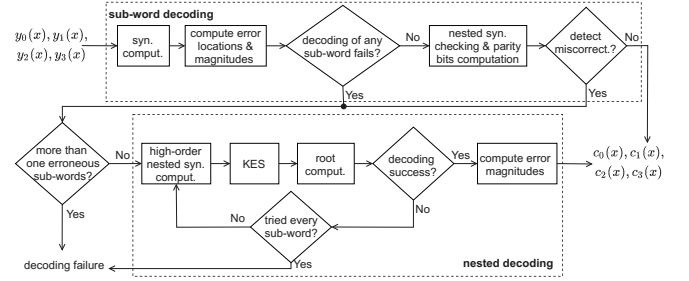 sub-word decoding
y₀(x), y₁(x),
y₂(x), y₃(x)
syn.
comput.
compute error
locations &
magnitudes
decoding of any
sub-word fails?
No
nested syn.
checking & parity
bits computation
detect
miscorrect.?
No
Yes
Yes
more than
one erroneous
sub-words?
No
high-order
nested syn.
comput.
KES
root
comput.
decoding
success?
Yes
compute error
magnitudes
c₀(x), c₁(x),
c₂(x), c₃(x)
Yes
No
tried every
sub-word?
No
Yes
decoding failure
nested decoding